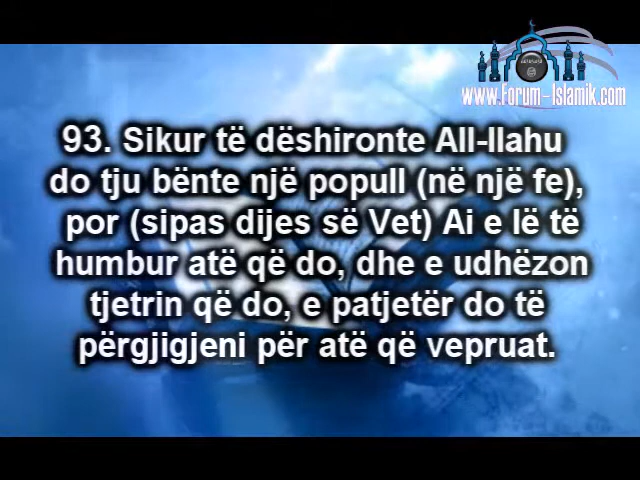 www.Forum-Islamik.com
93. Sikur të dëshironte All-llahu
do tju bënte një popull (në një fe),
por (sipas dijes së Vet) Ai e lë të
humbur atë që do, dhe e udhëzon
tjetrin që do, e patjetër do të
përgjigjeni për atë që vepruat.